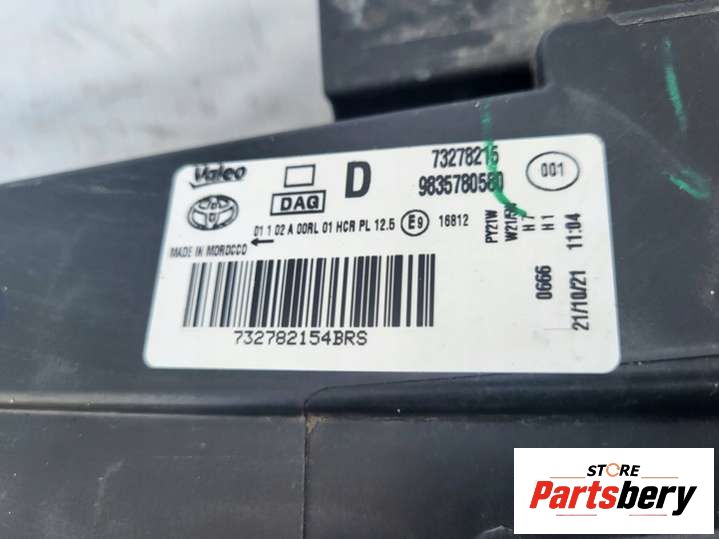 Valeo
DAG
D
73278215
9835780580
001
01 1 02 A 00RL 01 HCR PL 12.5 E9 16812
MADE IN MOROCCO
732782154BRS
PY21W
W21/5W
H7
H1
0666
21/10/21 11:04
STORE
Partsbery